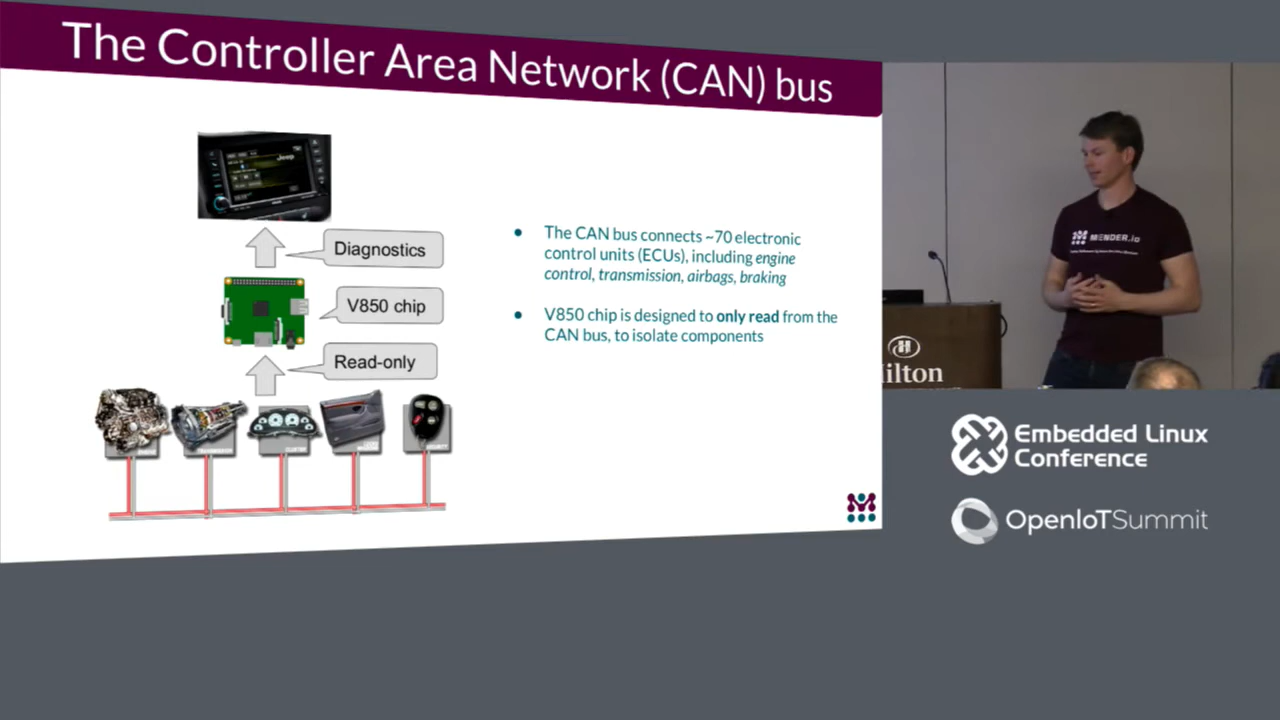 The Controller Area Network (CAN) bus
Jeep
Diagnostics
V850 chip
Read-only
• The CAN bus connects ~70 electronic
control units (ECUs), including engine
control, transmission, airbags, braking
• V850 chip is designed to only read from the
CAN bus, to isolate components
MENDER.io
Hilton
Embedded Linux
Conference
OpenIoTSummit